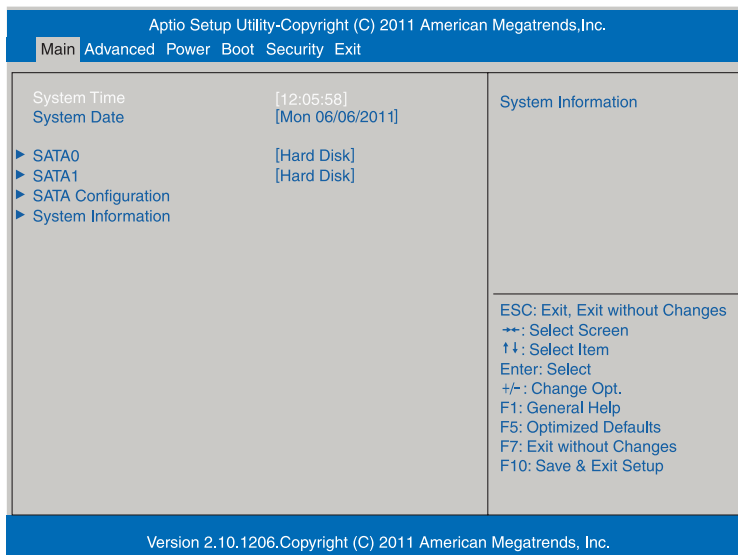 Aptio Setup Utility-Copyright (C) 2011 American Megatrends,Inc.
Main Advanced Power Boot Security Exit
System Time [12:05:58]
System Date [Mon 06/06/2011]
▶ SATA0 [Hard Disk]
▶ SATA1 [Hard Disk]
▶ SATA Configuration
▶ System Information
System Information
ESC: Exit, Exit without Changes
→←: Select Screen
↑↓: Select Item
Enter: Select
+/-: Change Opt.
F1: General Help
F5: Optimized Defaults
F7: Exit without Changes
F10: Save & Exit Setup
Version 2.10.1206.Copyright (C) 2011 American Megatrends, Inc.